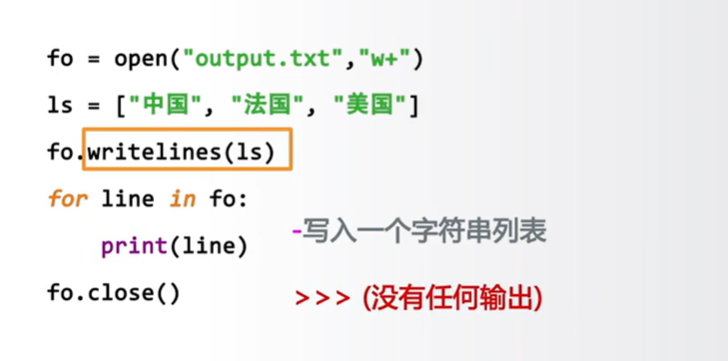 fo = open("output.txt","w+")
ls = ["中国", "法国", "美国"]
fo.writelines(ls)
for line in fo:
    print(line)
fo.close()
-写入一个字符串列表
>>> (没有任何输出)